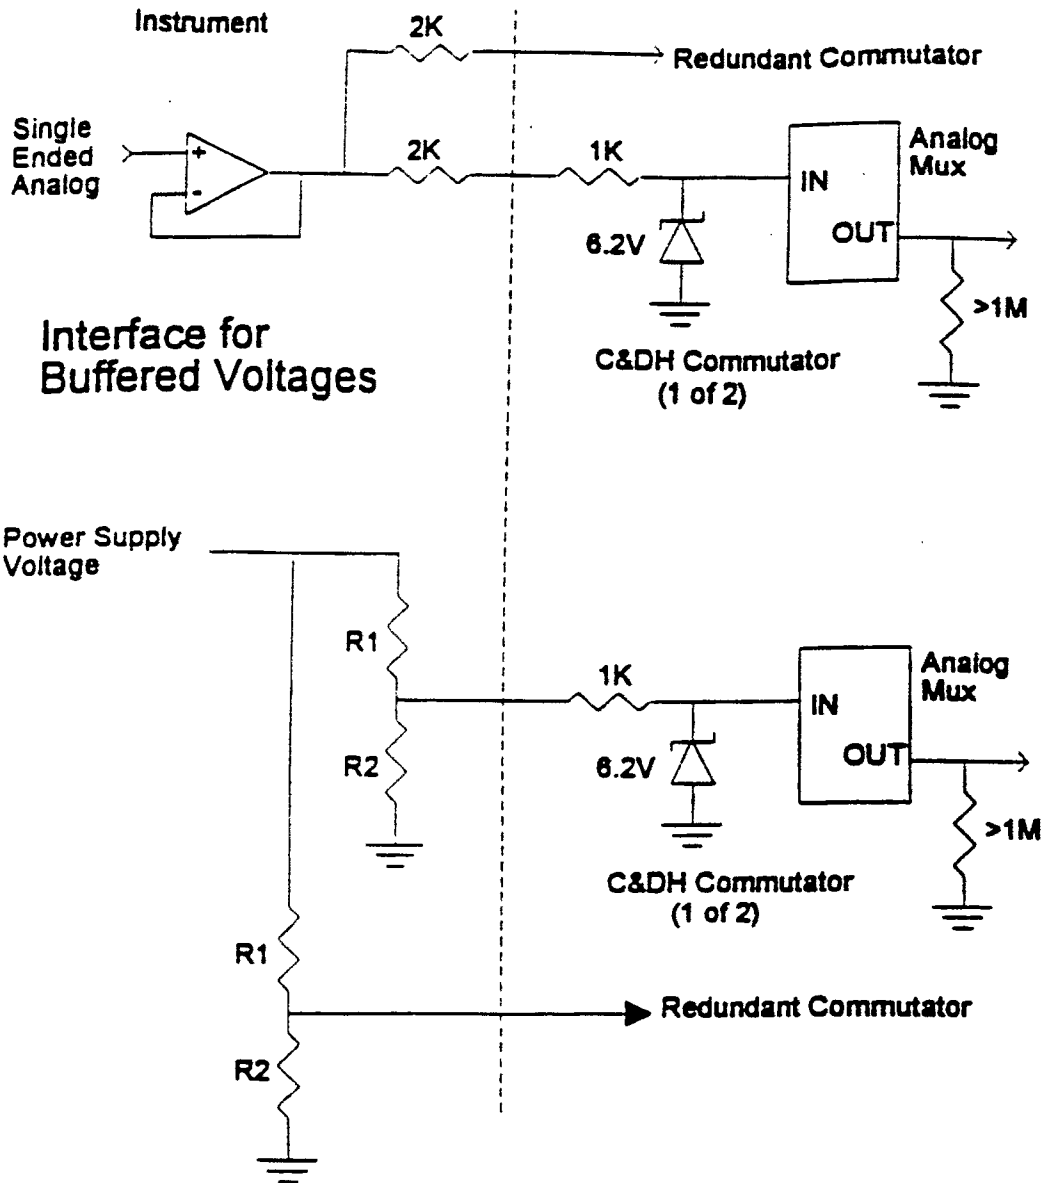 Instrument
2K
Redundant Commutator
Single
Ended
Analog
+
-
2K
1K
6.2V
IN
OUT
Analog
Mux
>1M
Interface for
Buffered Voltages
C&DH Commutator
(1 of 2)
Power Supply
Voltage
R1
R2
1K
6.2V
IN
OUT
Analog
Mux
>1M
C&DH Commutator
(1 of 2)
R1
Redundant Commutator
R2